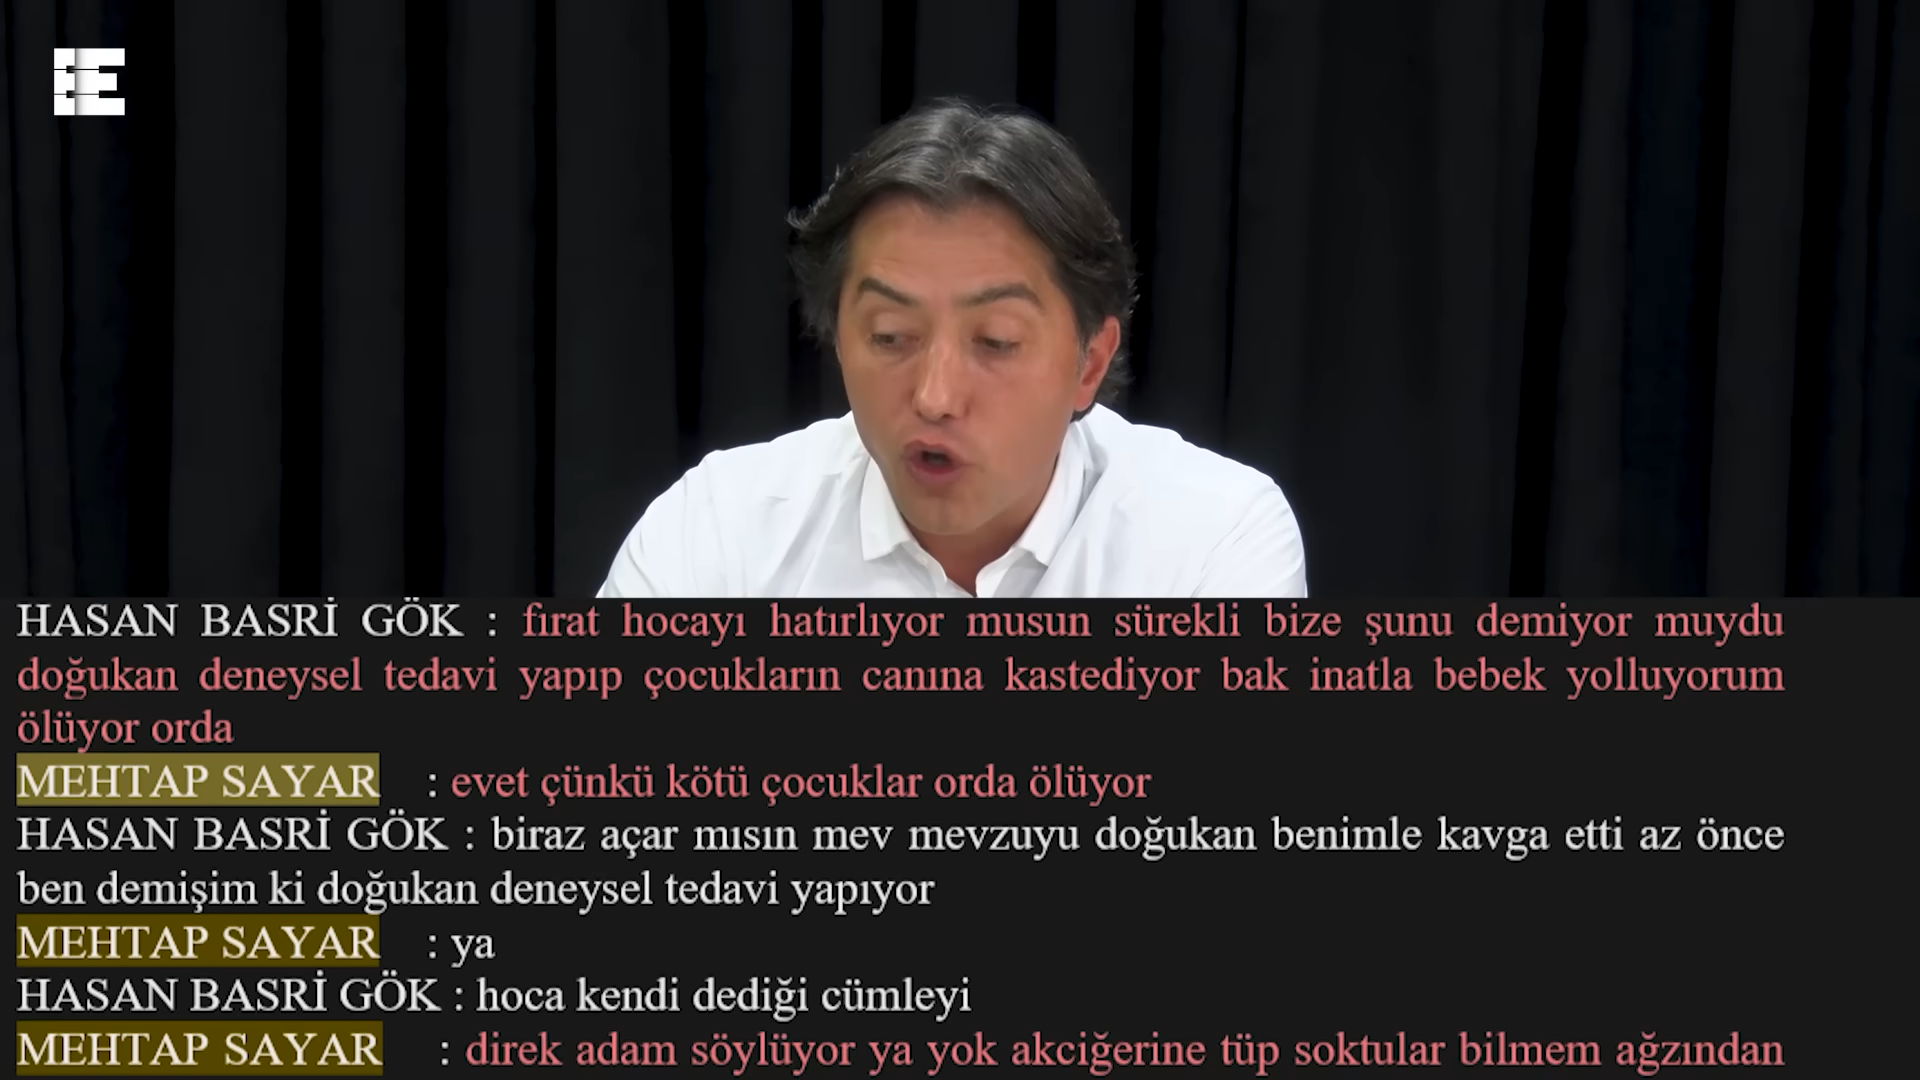 HASAN BASRİ GÖK : fırat hocayı hatırlıyor musun sürekli bize şunu demiyor muydu
doğukan deneysel tedavi yapıp çocukların canına kastediyor bak inatla bebek yolluyorum
ölüyor orda
MEHTAP SAYAR : evet çünkü kötü çocuklar orda ölüyor
HASAN BASRİ GÖK : biraz açar mısın mev mevzuyu doğukan benimle kavga etti az önce
ben demişim ki doğukan deneysel tedavi yapıyor
MEHTAP SAYAR : ya
HASAN BASRİ GÖK : hoca kendi dediği cümleyi
MEHTAP SAYAR : direk adam söylüyor ya yok akciğerine tüp soktular bilmem ağzından